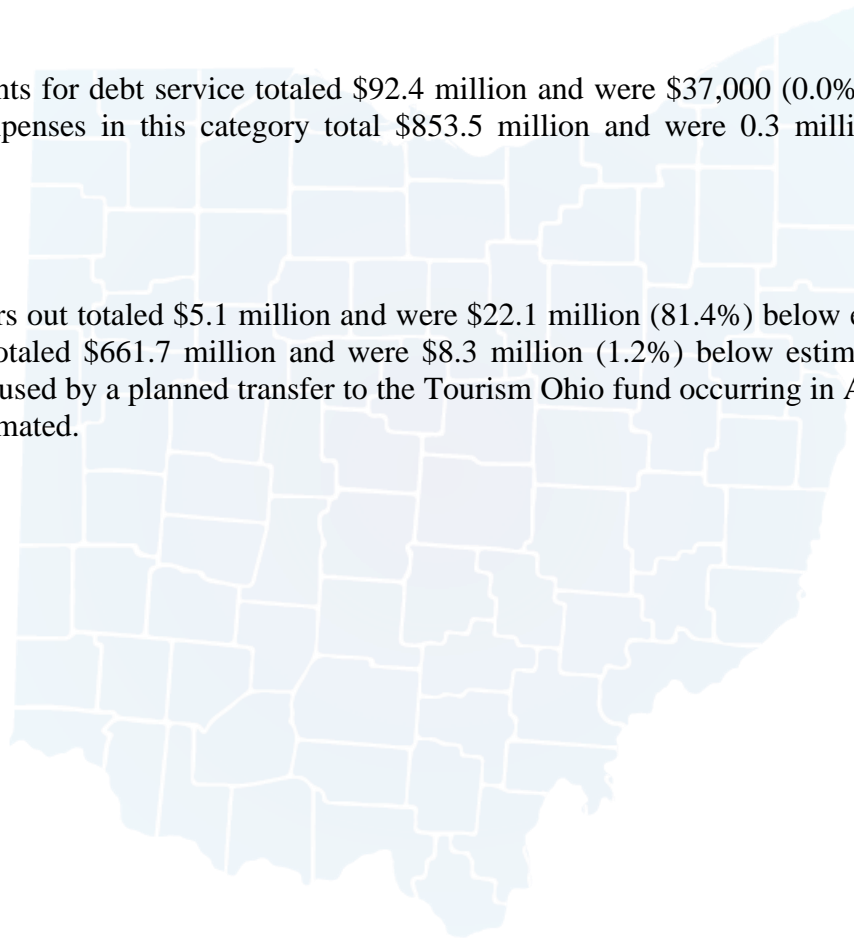 nts for debt service totaled $92.4 million and were $37,000 (0.0%
penses in this category total $853.5 million and were 0.3 milli
rs out totaled $5.1 million and were $22.1 million (81.4%) below e
otaled $661.7 million and were $8.3 million (1.2%) below estim
used by a planned transfer to the Tourism Ohio fund occurring in A
mated.